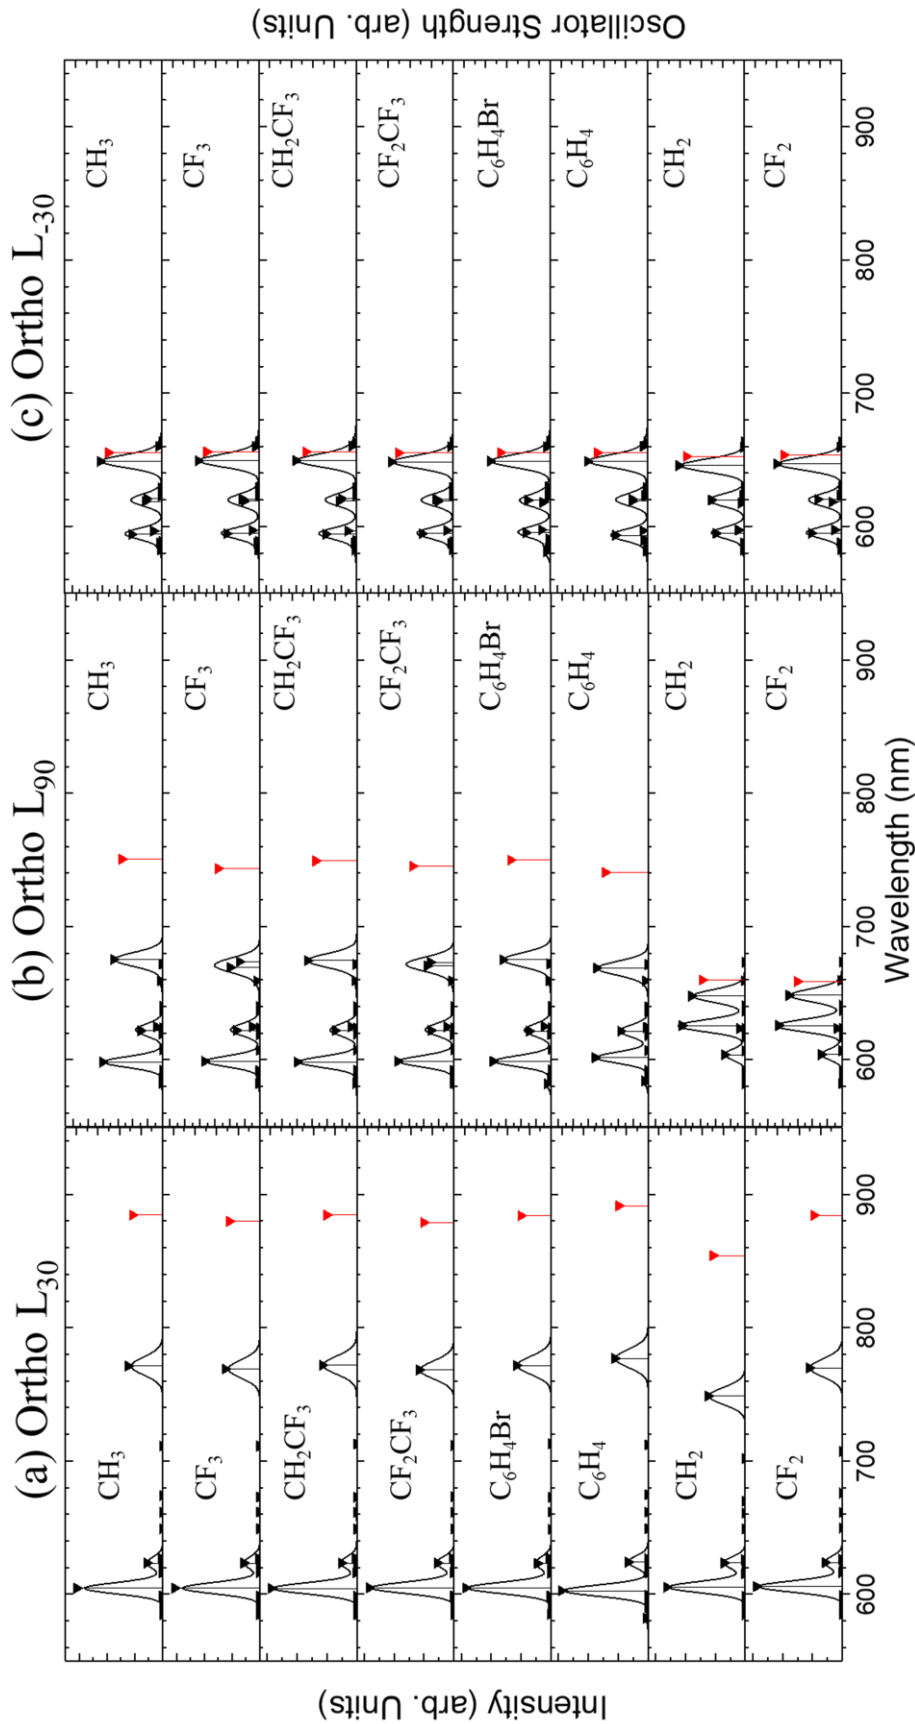 (a) Ortho L30
(b) Ortho L90
(c) Ortho L-30
Intensity (arb. Units)
CH3
CF3
CH2CF3
CF2CF3
C6H4Br
C6H4
CH2
CF2
600 700 800 900
CH3
CF3
CH2CF3
CF2CF3
C6H4Br
C6H4
CH2
CF2
600 700 800 900
CH3
CF3
CH2CF3
CF2CF3
C6H4Br
C6H4
CH2
CF2
600 700 800 900
Wavelength (nm)
Oscillator Strength (arb. Units)